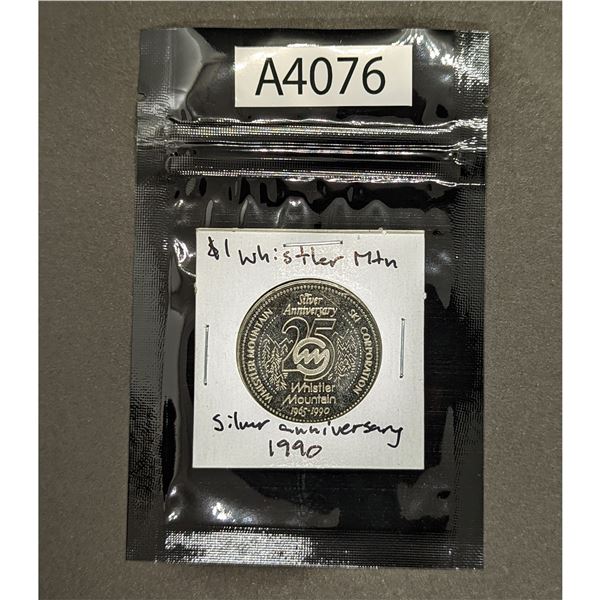 A4076
$1 Whistler Mtn
WHISTLER MOUNTAIN SKI CORPORATION
Silver
Anniversary
25
Whistler
Mountain
1965-1990
Silver anniversary
1990